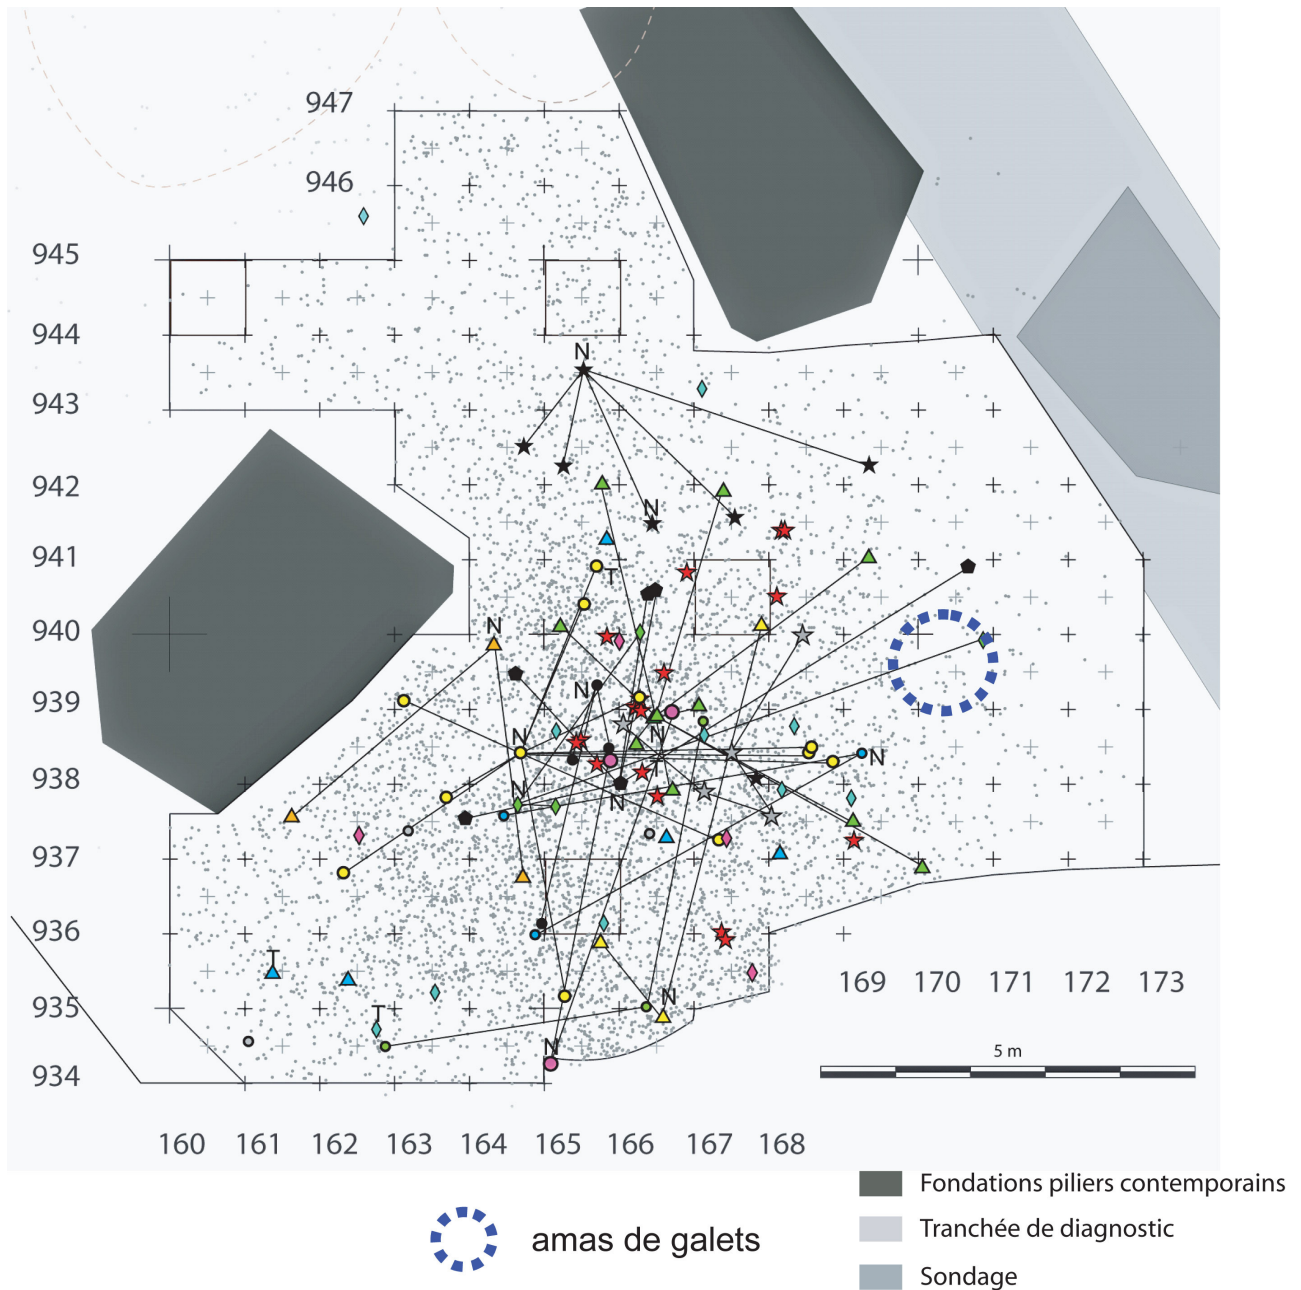 947
946
945
944
N
943
942
N
941
T
940
N
N
939
N
N
N
938
N
N
937
936
T
169 170 171 172 173
N
935
T
N
5 m
934
160 161 162 163 164 165 166 167 168
Fondations piliers contemporains
amas de galets
Tranchée de diagnostic
Sondage